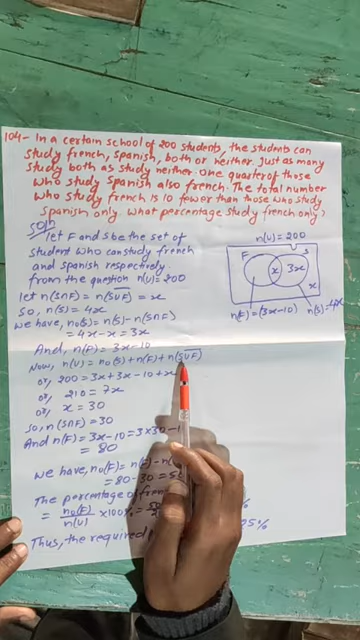 104- In a certain school of 200 students, the students can
study french, spanish, both or neither. Just as many
study both as study neither. One quarter of those
who study Spanish also french. The total number
who study french is 10 fewer than those who study
Spanish only. What percentage study french only?
Soln
let F and S be the set of
student who can study french
and spanish respectively.
from the question n(U)=200
let n(S∩F) = n(S∪F) = x
So, n(S) = 4x
we have, no(S) = n(S) - n(S∩F)
= 4x - x = 3x
And, n(F) = 3x-10
Now, n(U) = no(S) + n(F) + n(S∪F)
or, 200 = 3x + 3x - 10 + x
or, 210 = 7x
or, x = 30
So, n(S∩F) = 30
And n(F) = 3x-10 = 3×30-1
= 80
we have, no(F) = n(F) - n(
= 80 - 30 = 5
The percentage of fren
= no(F)/n(U) ×100% = 50 %
Thus, the required p 25%
n(U) = 200
F
S
x
3x
x
n(F)=(3x-10)
n(S)=4x